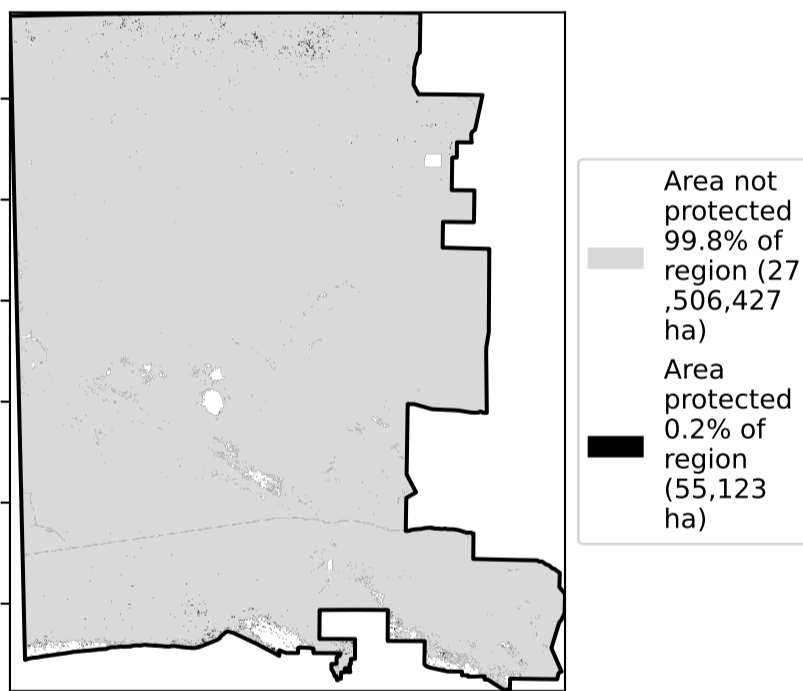 Area not
protected
99.8% of
region (27
,506,427
ha)
Area
protected
0.2% of
region
(55,123
ha)